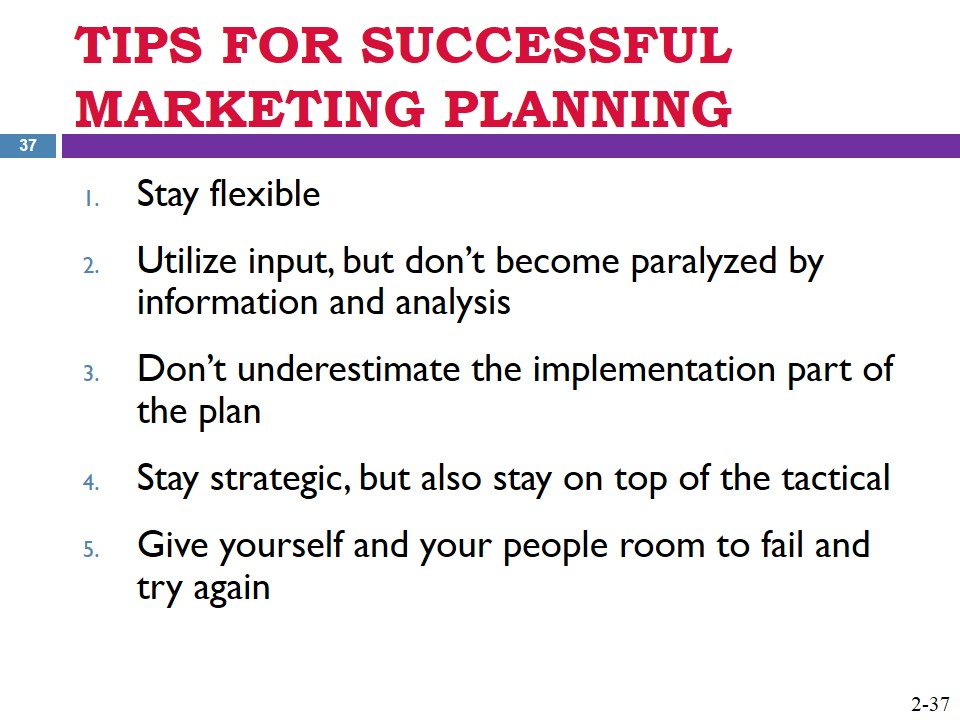 TIPS FOR SUCCESSFUL
MARKETING PLANNING
37
1. Stay flexible
2. Utilize input, but don’t become paralyzed by
information and analysis
3. Don’t underestimate the implementation part of
the plan
4. Stay strategic, but also stay on top of the tactical
5. Give yourself and your people room to fail and
try again
2-37